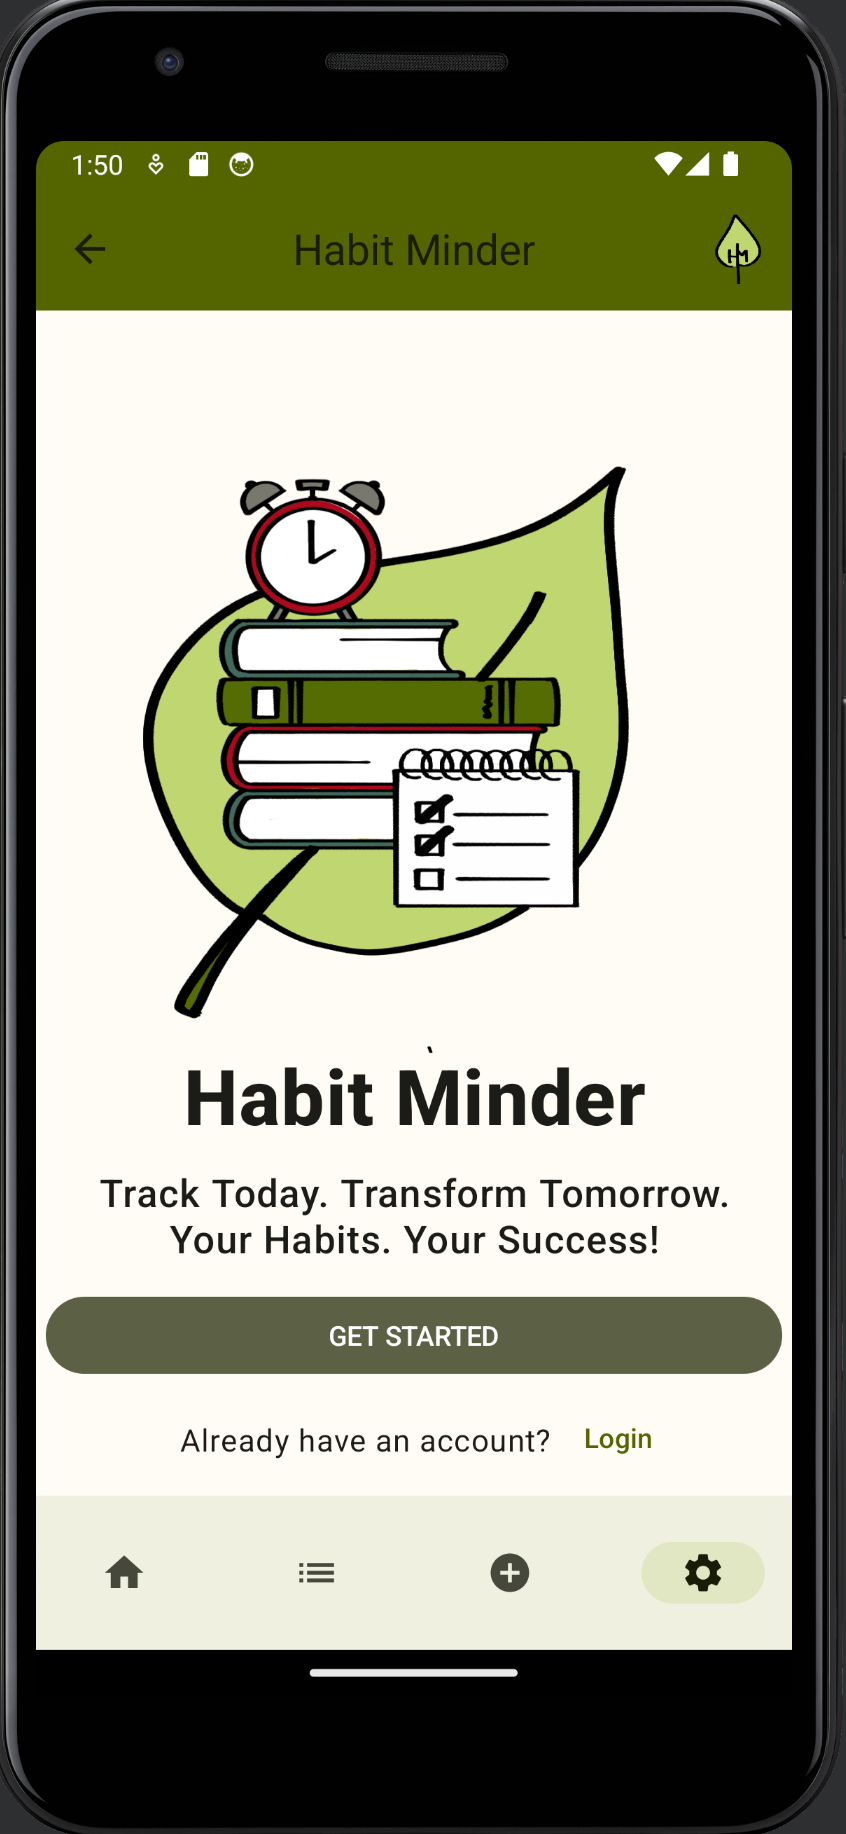 1:50
Habit Minder
HM
Habit Minder
Track Today. Transform Tomorrow.
Your Habits. Your Success!
GET STARTED
Already have an account? Login